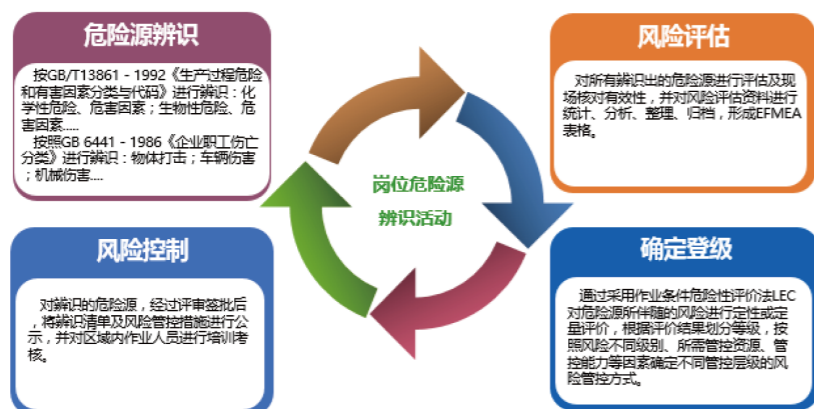 危险源辨识
按GB/T13861-1992《生产过程危险
和有害因素分类与代码》进行辨识：化
学性危险、危害因素；生物性危险、危
害因素.....
按照GB 6441-1986《企业职工伤亡
分类》进行辨识：物体打击；车辆伤害
；机械伤害....
风险评估
对所有辨识出的危险源进行评估及现
场核对有效性，并对风险评估资料进行
统计、分析、整理、归档，形成EFMEA
表格。
岗位危险源
辨识活动
风险控制
对辨识的危险源，经过评审签批后
，将辨识清单及风险管控措施进行公
示，并对区域内作业人员进行培训考
核。
确定登级
通过采用作业条件危险性评价法LEC
对危险源所伴随的风险进行定性或定
量评价，根据评价结果划分等级，按
照风险不同级别、所需管控资源、管
控能力等因素确定不同管控层级的风
险管控方式。